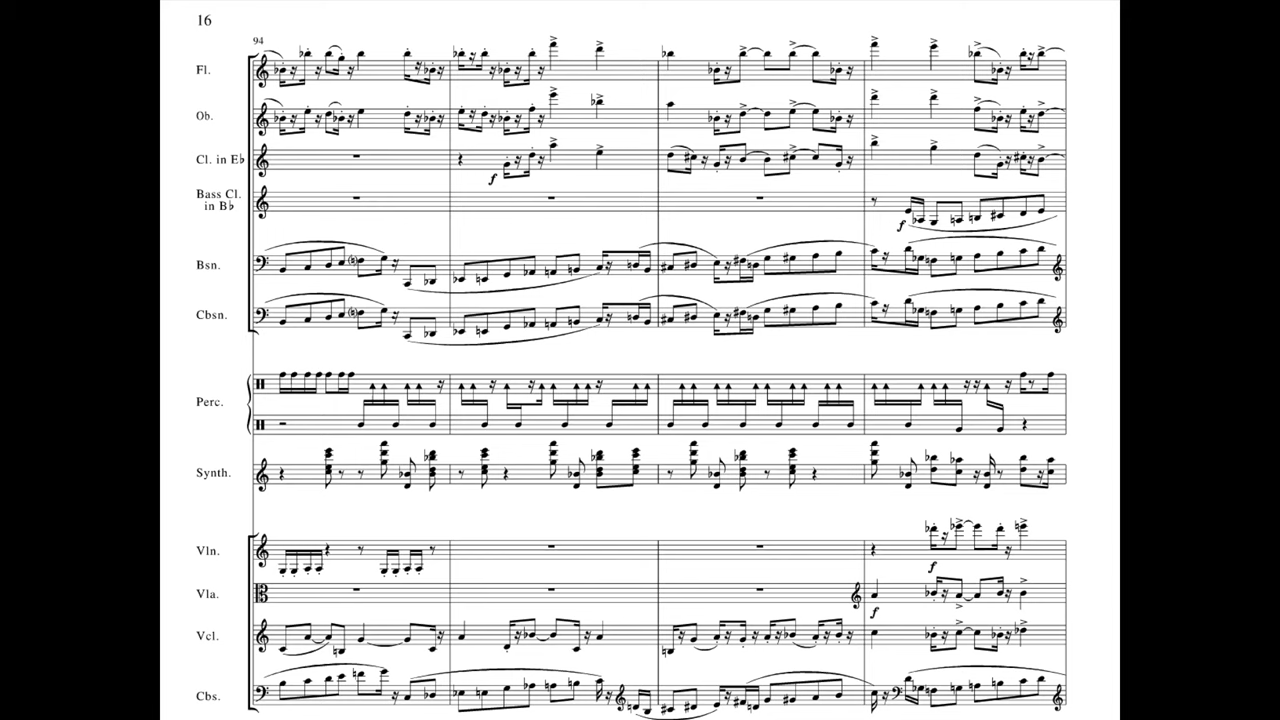 16
94
Fl.
Ob.
Cl. in E♭
f
Bass Cl.
in B♭
f
Bsn.
Cbsn.
Perc.
Synth.
Vln.
f
Vla.
f
Vcl.
Cbs.